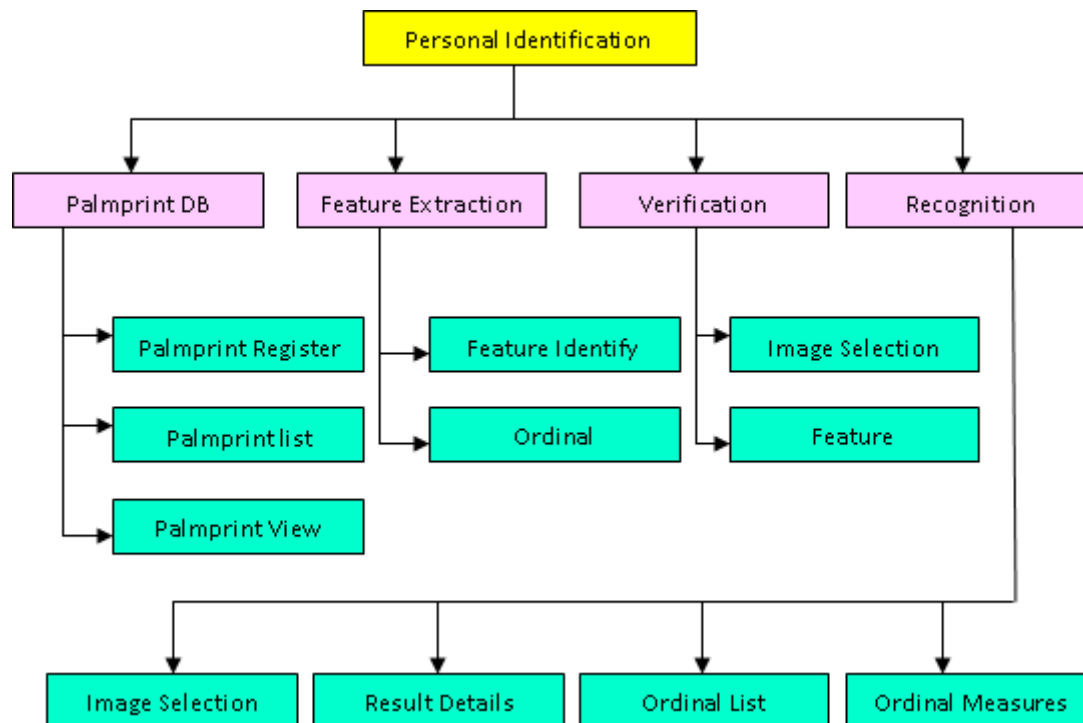 Personal Identification
Palmprint DB
Feature Extraction
Verification
Recognition
Palmprint Register
Feature Identify
Image Selection
Palmprint list
Ordinal
Feature
Palmprint View
Image Selection
Result Details
Ordinal List
Ordinal Measures